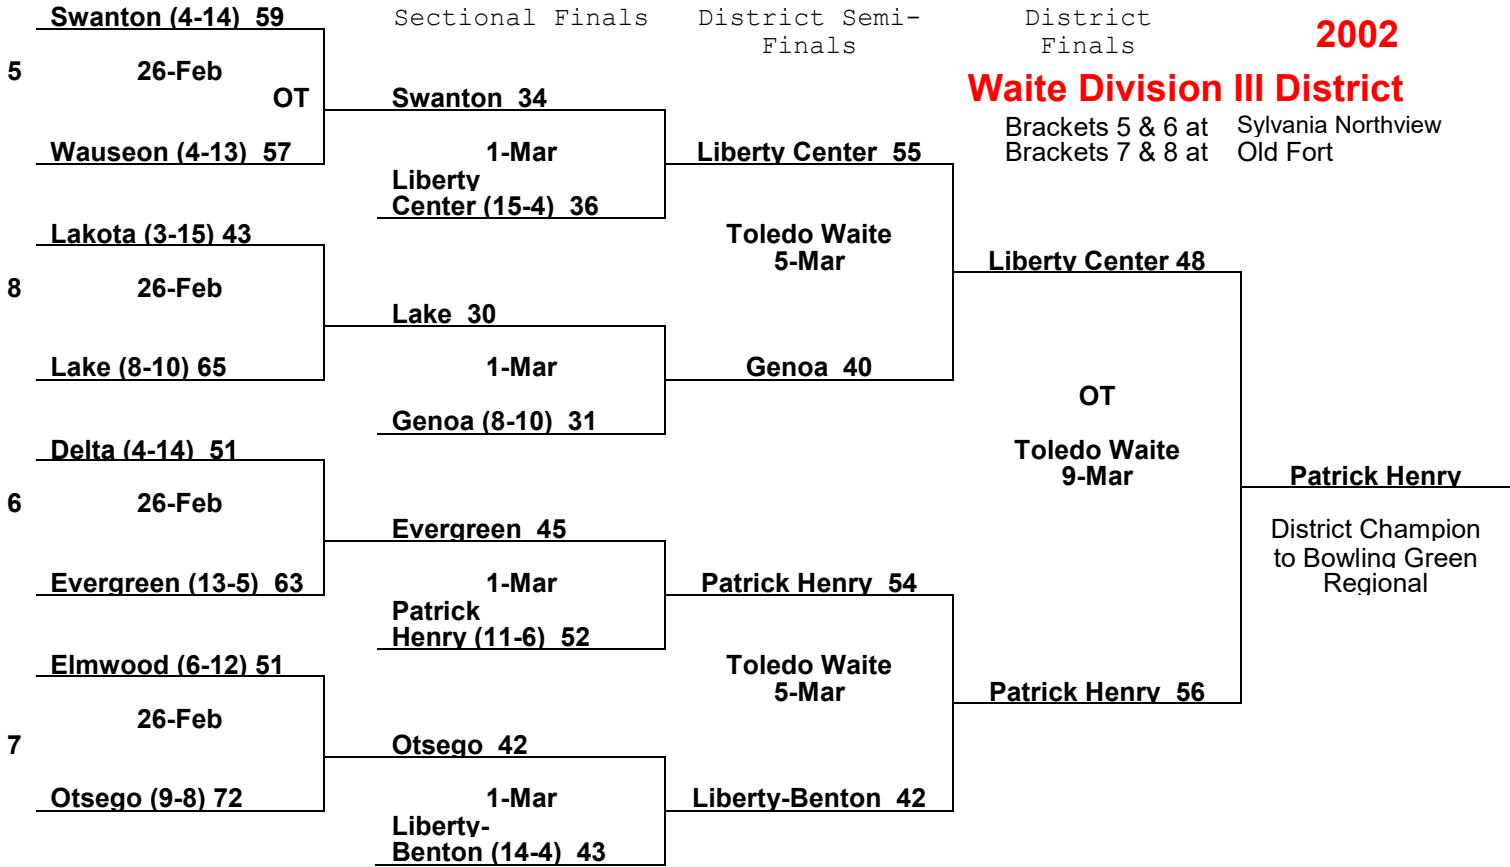 Swanton (4-14) 59
Sectional Finals
District Semi-
Finals
District
Finals
2002
Waite Division III District
Brackets 5 & 6 at Sylvania Northview
Brackets 7 & 8 at Old Fort
5
26-Feb
OT
Swanton 34
Wauseon (4-13) 57
1-Mar
Liberty Center 55
Liberty
Center (15-4) 36
Lakota (3-15) 43
Toledo Waite
5-Mar
Liberty Center 48
8
26-Feb
Lake 30
Lake (8-10) 65
1-Mar
Genoa 40
Genoa (8-10) 31
OT
Toledo Waite
9-Mar
Delta (4-14) 51
6
26-Feb
Patrick Henry
Evergreen 45
District Champion
to Bowling Green
Regional
Evergreen (13-5) 63
1-Mar
Patrick Henry 54
Patrick
Henry (11-6) 52
Elmwood (6-12) 51
Toledo Waite
5-Mar
Patrick Henry 56
26-Feb
7
Otsego 42
Otsego (9-8) 72
1-Mar
Liberty-Benton 42
Liberty-
Benton (14-4) 43